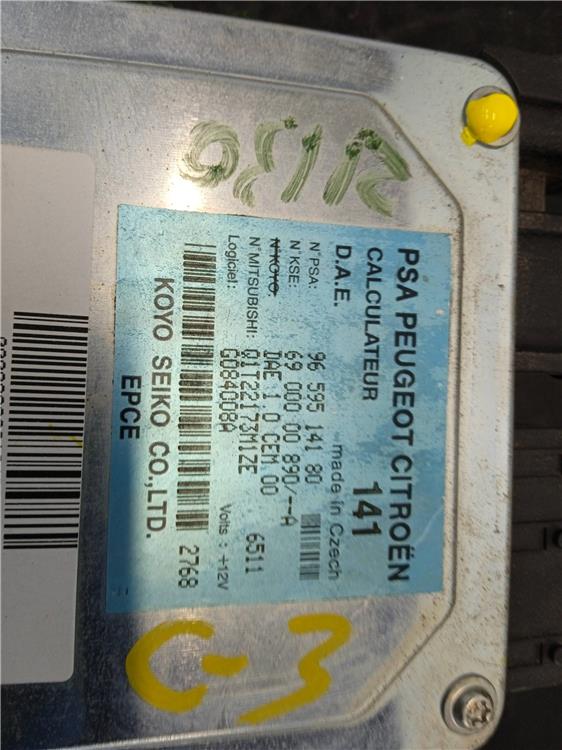 PSA PEUGEOT CITROËN
CALCULATEUR 141
D.A.E. made in Czech
N°PSA: 96 595 141 80
N°KSE: 69 000 00 890/--A
N°KOYO: DAE 1 0 CEM 00
N°MITSUBISHI: Q1T22173M1ZE 6511
Logiciel: G084008A Volts: +12V
2768
KOYO SEIKO CO.,LTD.
EPCE
C-3